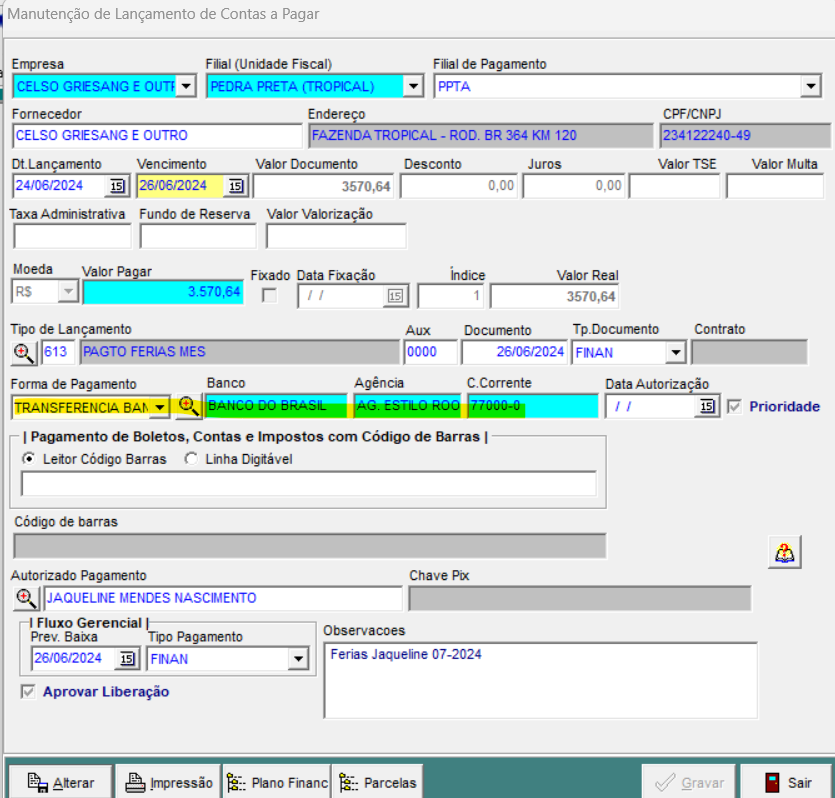 Manutenção de Lançamento de Contas a Pagar
Empresa Filial (Unidade Fiscal) Filial de Pagamento
CELSO GRIESANG E OUTR PEDRA PRETA (TROPICAL) PPTA
Fornecedor Endereço CPF/CNPJ
CELSO GRIESANG E OUTRO FAZENDA TROPICAL - ROD. BR 364 KM 120 234122240-49
Dt.Lançamento Vencimento Valor Documento Desconto Juros Valor TSE Valor Multa
24/06/2024 15 26/06/2024 15 3570,64 0,00 0,00
Taxa Administrativa Fundo de Reserva Valor Valorização
Moeda Valor Pagar Fixado Data Fixação Índice Valor Real
R$ 3.570,64 / / 15 1 3570,64
Tipo de Lançamento Aux Documento Tp.Documento Contrato
613 PAGTO FERIAS MES 0000 26/06/2024 FINAN
Forma de Pagamento Banco Agência C.Corrente Data Autorização
TRANSFERENCIA BAN BANCO DO BRASIL AG. ESTILO ROO 77000-0 / / 15 Prioridade
| Pagamento de Boletos, Contas e Impostos com Código de Barras |
Leitor Código Barras Linha Digitável
Código de barras
Autorizado Pagamento Chave Pix
JAQUELINE MENDES NASCIMENTO
| Fluxo Gerencial | Observacoes
Prev. Baixa Tipo Pagamento
26/06/2024 15 FINAN Ferias Jaqueline 07-2024
Aprovar Liberação
Alterar Impressão Plano Financ Parcelas Gravar Sair